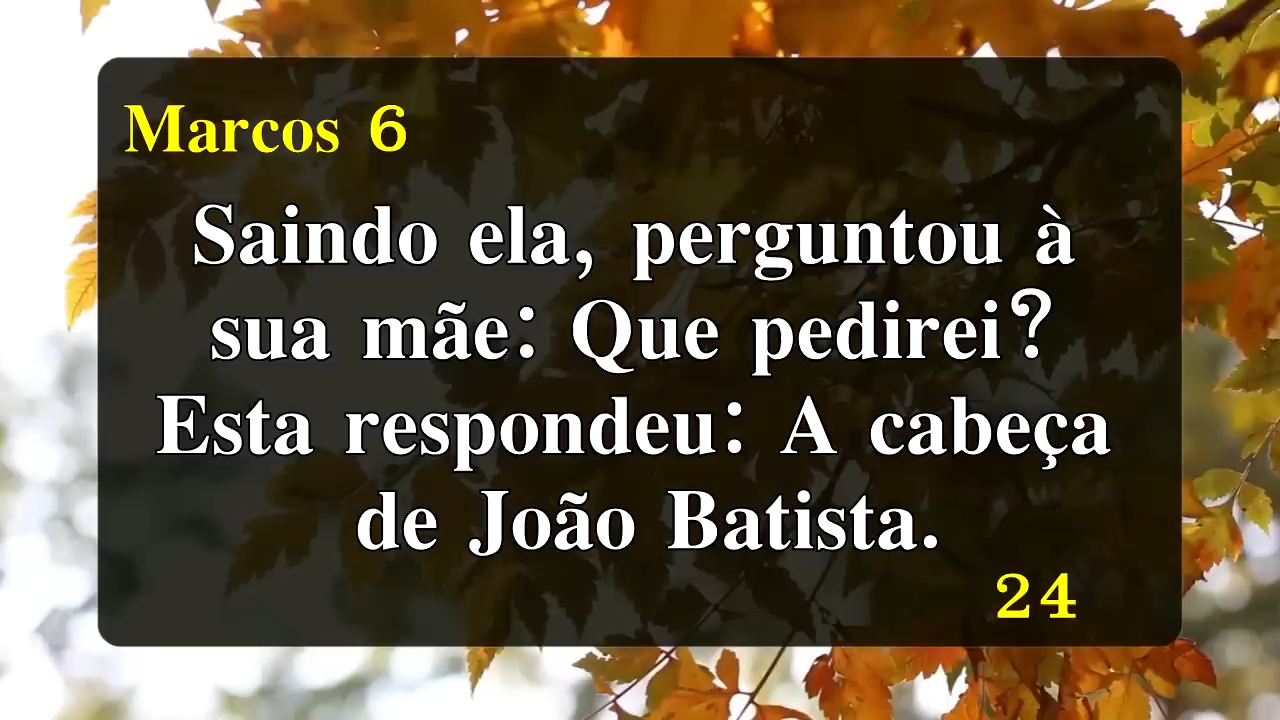 Marcos 6
Saindo ela, perguntou à
sua mãe: Que pedirei?
Esta respondeu: A cabeça
de João Batista.
24